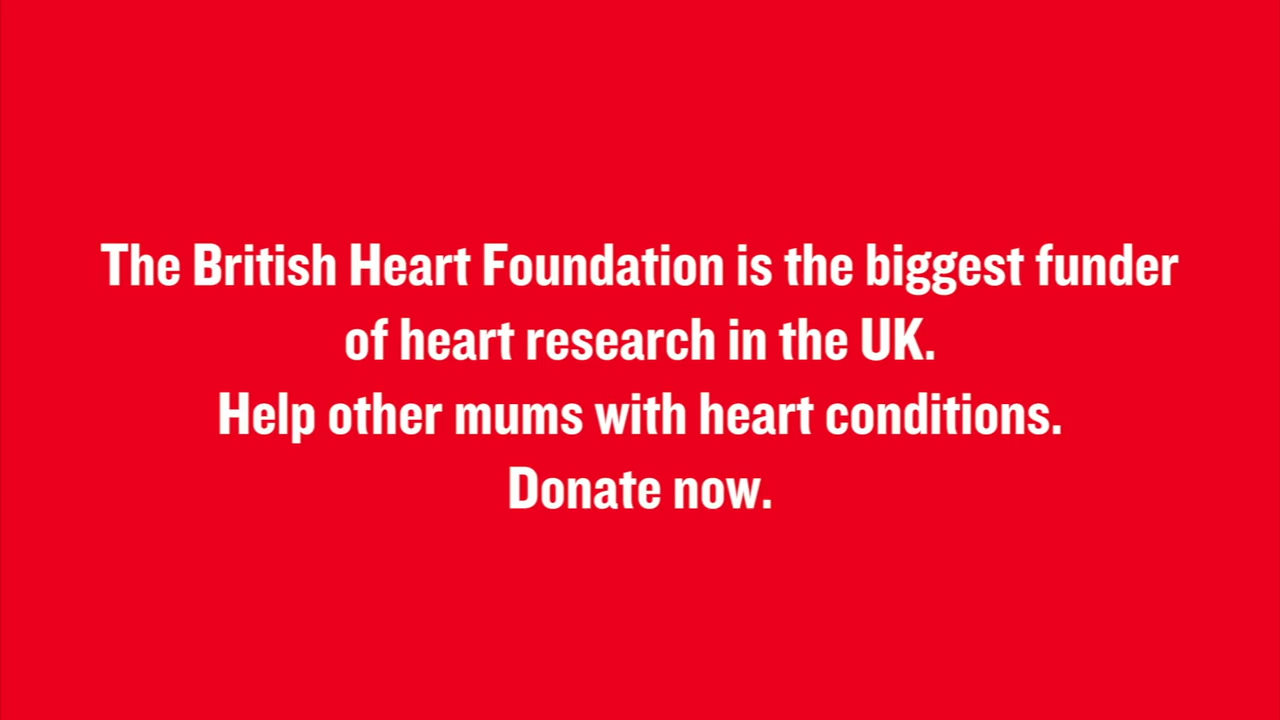 The British Heart Foundation is the biggest funder
of heart research in the UK.
Help other mums with heart conditions.
Donate now.